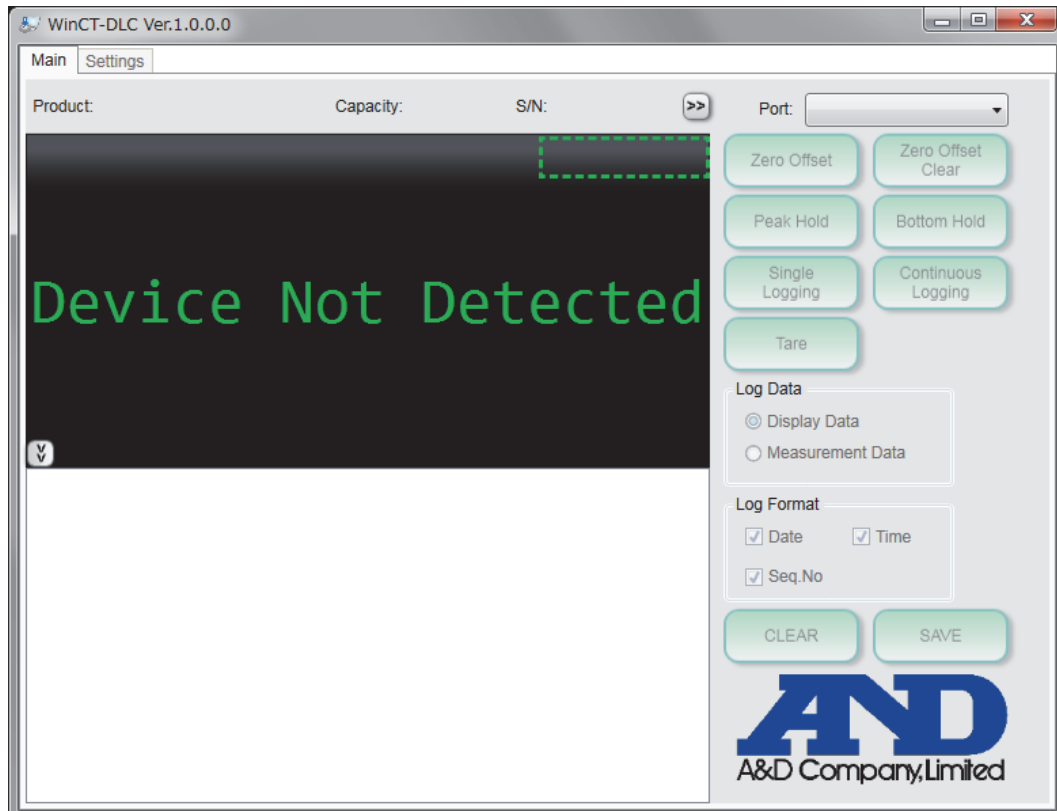 WinCT-DLC Ver.1.0.0.0
Main Settings
Product: Capacity: S/N: >> Port:
Device Not Detected
Zero Offset
Zero Offset
Clear
Peak Hold
Bottom Hold
Single
Logging
Continuous
Logging
Tare
Log Data
Display Data
Measurement Data
Log Format
Date Time
Seq.No
CLEAR SAVE
AND
A&D Company,Limited